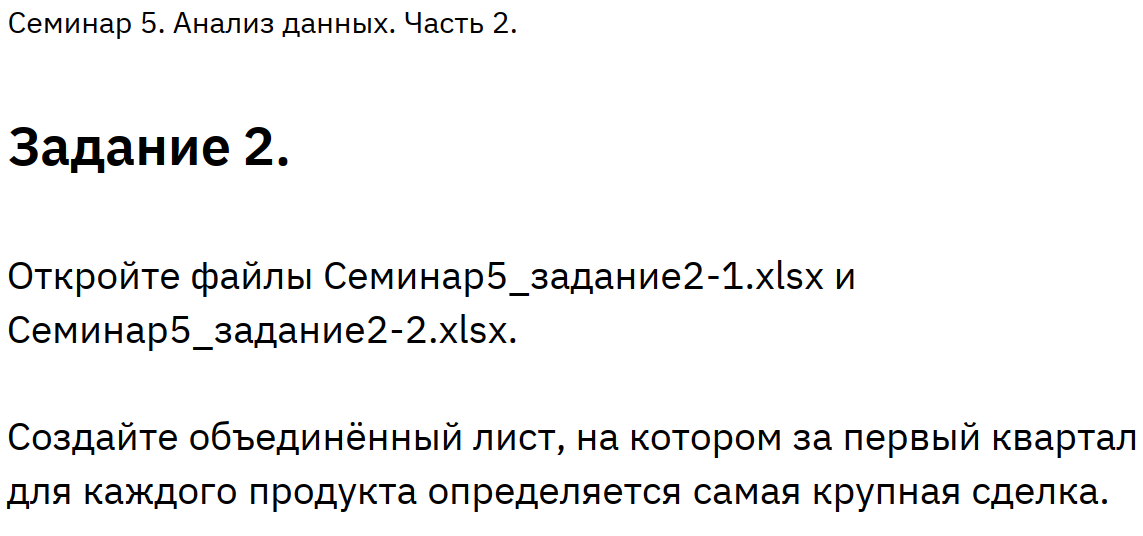 Семинар 5. Анализ данных. Часть 2.
Задание 2.
Откройте файлы Семинар5_задание2-1.xlsx и
Семинар5_задание2-2.xlsx.
Создайте объединённый лист, на котором за первый квартал
для каждого продукта определяется самая крупная сделка.